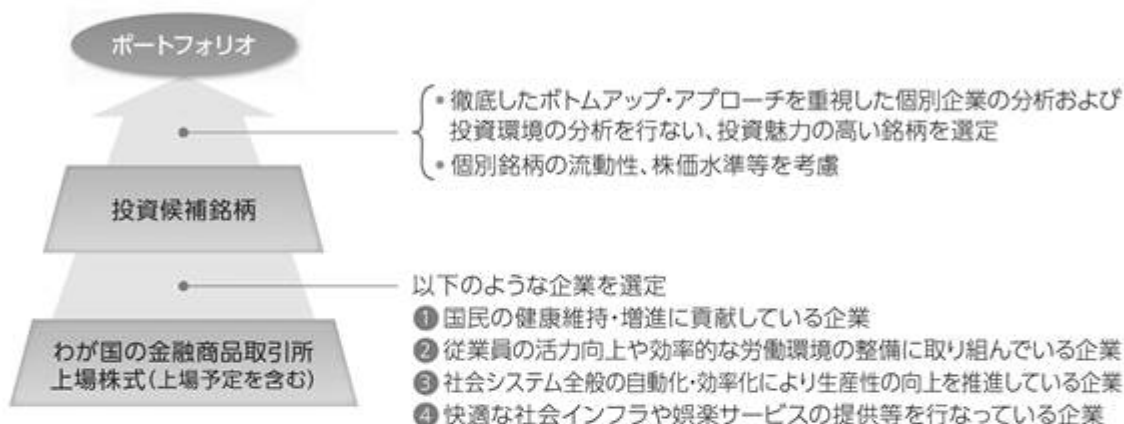 ポートフォリオ
• 徹底したボトムアップ・アプローチを重視した個別企業の分析および
投資環境の分析を行ない、投資魅力の高い銘柄を選定
• 個別銘柄の流動性、株価水準等を考慮
投資候補銘柄
以下のような企業を選定
❶国民の健康維持・増進に貢献している企業
❷従業員の活力向上や効率的な労働環境の整備に取り組んでいる企業
❸社会システム全般の自動化・効率化により生産性の向上を推進している企業
❹快適な社会インフラや娯楽サービスの提供等を行なっている企業
わが国の金融商品取引所
上場株式(上場予定を含む)